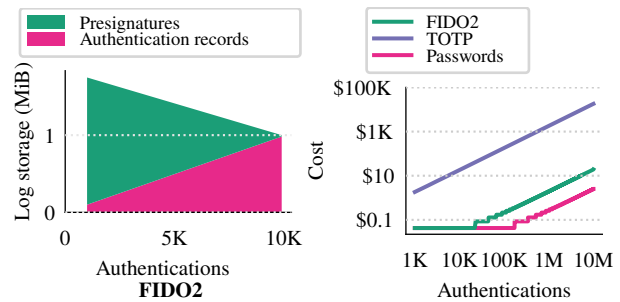 Presignatures
Authentication records
Log storage (MiB)
1
0
0 5K 10K
Authentications
FIDO2
FIDO2
TOTP
Passwords
Cost
$100K
$1K
$10
$0.1
1K 10K 100K 1M 10M
Authentications